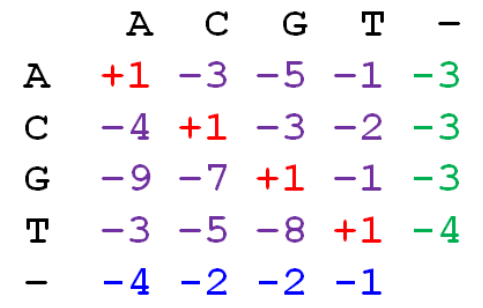 A C G T −
A +1 −3 −5 −1 −3
C −4 +1 −3 −2 −3
G −9 −7 +1 −1 −3
T −3 −5 −8 +1 −4
− −4 −2 −2 −1